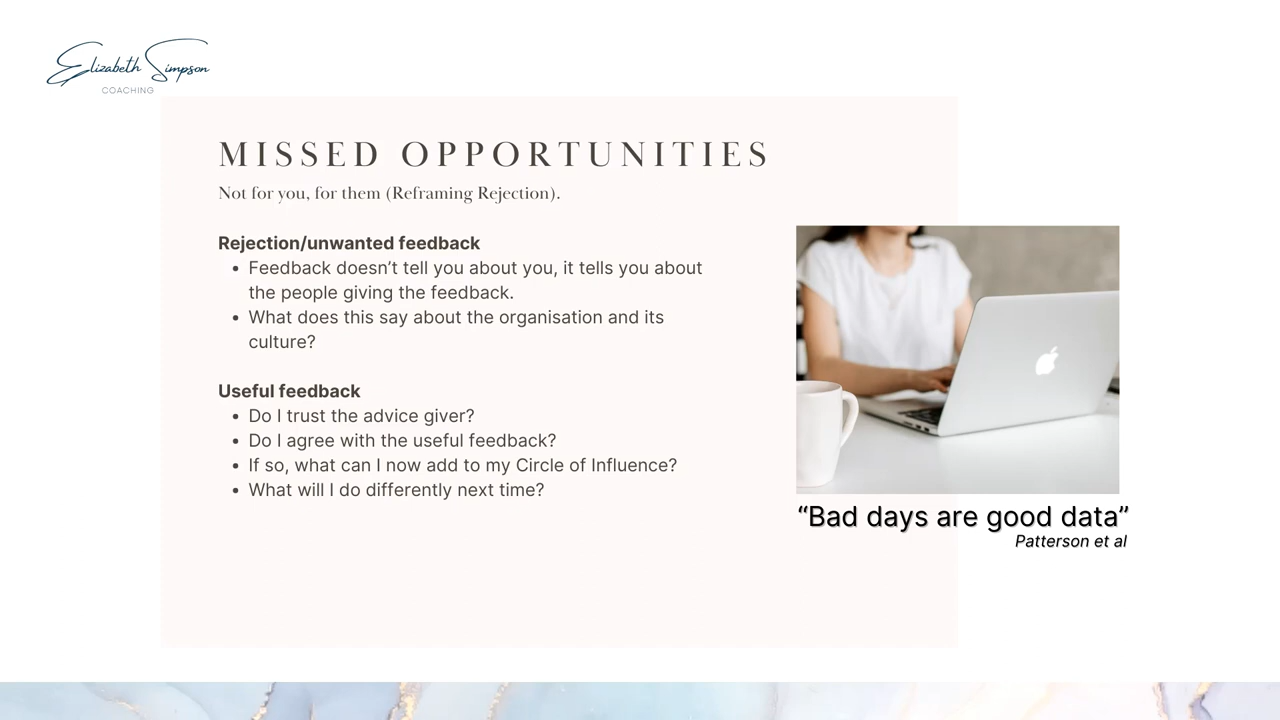 Elizabeth Simpson
COACHING
MISSED OPPORTUNITIES
Not for you, for them (Reframing Rejection).
Rejection/unwanted feedback
• Feedback doesn’t tell you about you, it tells you about
the people giving the feedback.
• What does this say about the organisation and its
culture?
Useful feedback
• Do I trust the advice giver?
• Do I agree with the useful feedback?
• If so, what can I now add to my Circle of Influence?
• What will I do differently next time?
“Bad days are good data”
Patterson et al